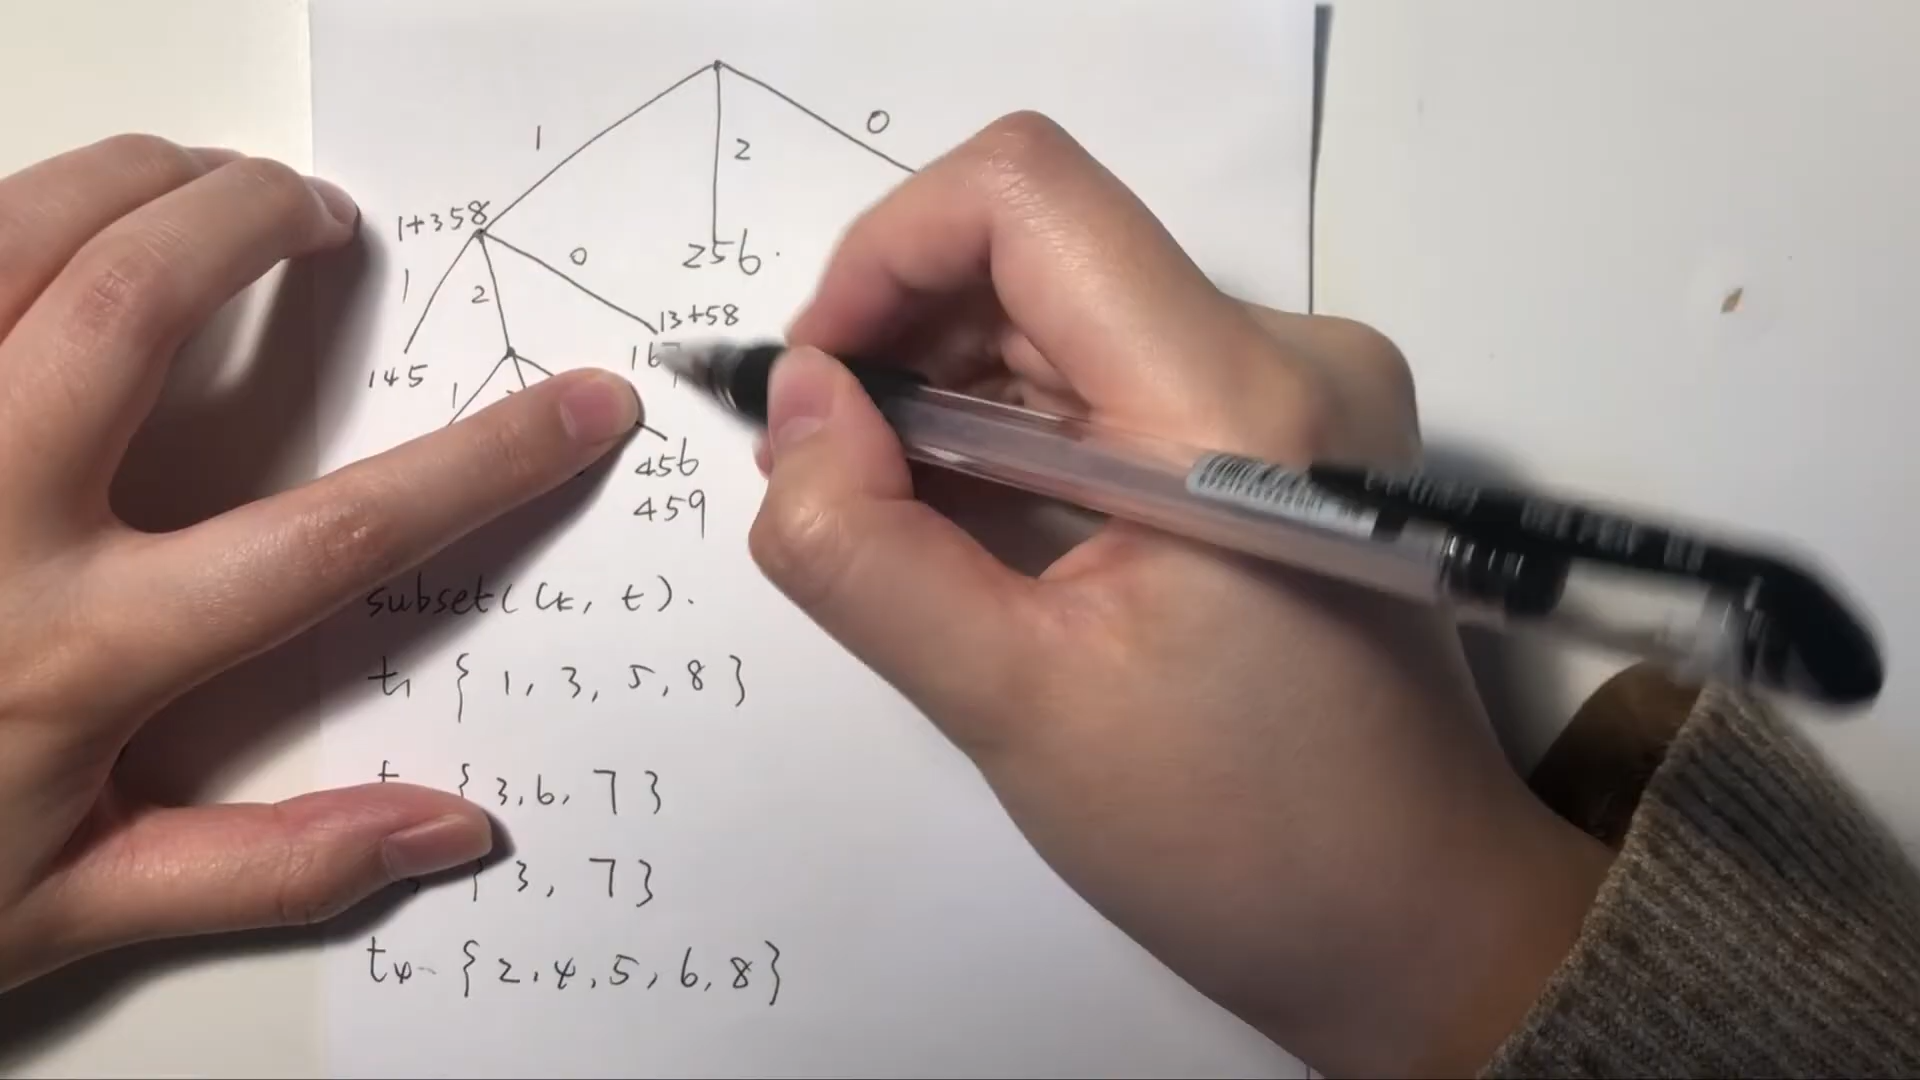 0
1
2
1+358
0
256.
1
2
13+58
145
1
456
459
subset(Ck, t).
t1 { 1, 3, 5, 8 }
{ 3, 6, 7 }
{ 3, 7 }
t4 { 2, 4, 5, 6, 8 }